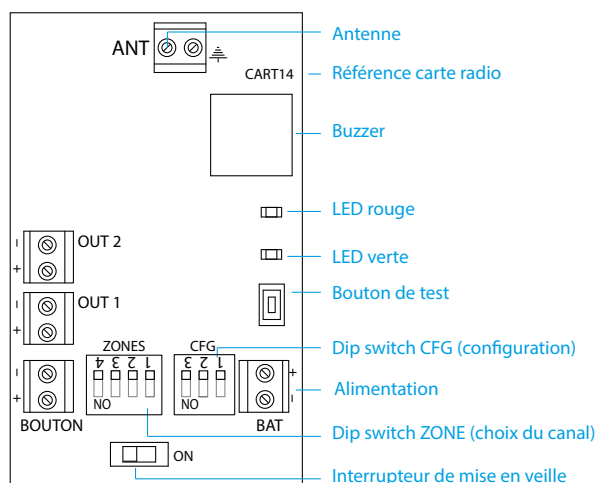 ANT
Antenne
CART14
Référence carte radio
Buzzer
LED rouge
OUT 2
- +
LED verte
Bouton de test
OUT 1
- +
ZONES
4 3 2 1
NO
CFG
3 2 1
NO
Dip switch CFG (configuration)
- +
BOUTON
+ -
BAT
Alimentation
Dip switch ZONE (choix du canal)
ON
Interrupteur de mise en veille